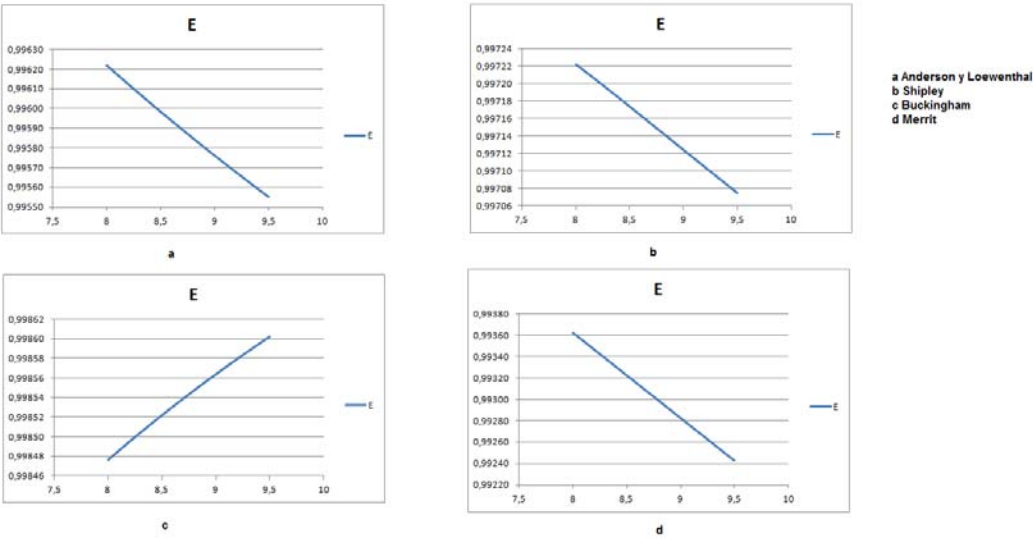 E
0,99630
0,99620
0,99610
0,99600
0,99590
0,99580
0,99570
0,99560
0,99550
7,5 8 8,5 9 9,5 10
E
a
E
0,99724
0,99722
0,99720
0,99718
0,99716
0,99714
0,99712
0,99710
0,99708
0,99706
7,5 8 8,5 9 9,5 10
E
b
a Anderson y Loewenthal
b Shipley
c Buckingham
d Merrit
E
0,99862
0,99860
0,99858
0,99856
0,99854
0,99852
0,99850
0,99848
0,99846
7,5 8 8,5 9 9,5 10
E
c
E
0,99380
0,99360
0,99340
0,99320
0,99300
0,99280
0,99260
0,99240
0,99220
7,5 8 8,5 9 9,5 10
E
d